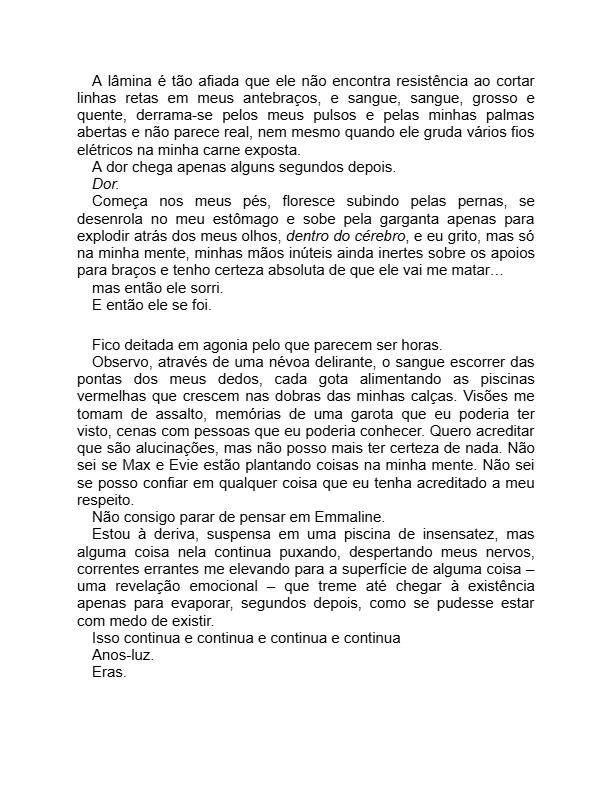 A lâmina é tão afiada que ele não encontra resistência ao cortar
linhas retas em meus antebraços, e sangue, sangue, grosso e
quente, derrama-se pelos meus pulsos e pelas minhas palmas
abertas e não parece real, nem mesmo quando ele gruda vários fios
elétricos na minha carne exposta.
A dor chega apenas alguns segundos depois.
Dor.
Começa nos meus pés, floresce subindo pelas pernas, se
desenrola no meu estômago e sobe pela garganta apenas para
explodir atrás dos meus olhos, dentro do cérebro, e eu grito, mas só
na minha mente, minhas mãos inúteis ainda inertes sobre os apoios
para braços e tenho certeza absoluta de que ele vai me matar…
mas então ele sorri.
E então ele se foi.
Fico deitada em agonia pelo que parecem ser horas.
Observo, através de uma névoa delirante, o sangue escorrer das
pontas dos meus dedos, cada gota alimentando as piscinas
vermelhas que crescem nas dobras das minhas calças. Visões me
tomam de assalto, memórias de uma garota que eu poderia ter
visto, cenas com pessoas que eu poderia conhecer. Quero acreditar
que são alucinações, mas não posso mais ter certeza de nada. Não
sei se Max e Evie estão plantando coisas na minha mente. Não sei
se posso confiar em qualquer coisa que eu tenha acreditado a meu
respeito.
Não consigo parar de pensar em Emmaline.
Estou à deriva, suspensa em uma piscina de insensatez, mas
alguma coisa nela continua puxando, despertando meus nervos,
correntes errantes me elevando para a superfície de alguma coisa –
uma revelação emocional – que treme até chegar à existência
apenas para evaporar, segundos depois, como se pudesse estar
com medo de existir.
Isso continua e continua e continua e continua
Anos-luz.
Eras.